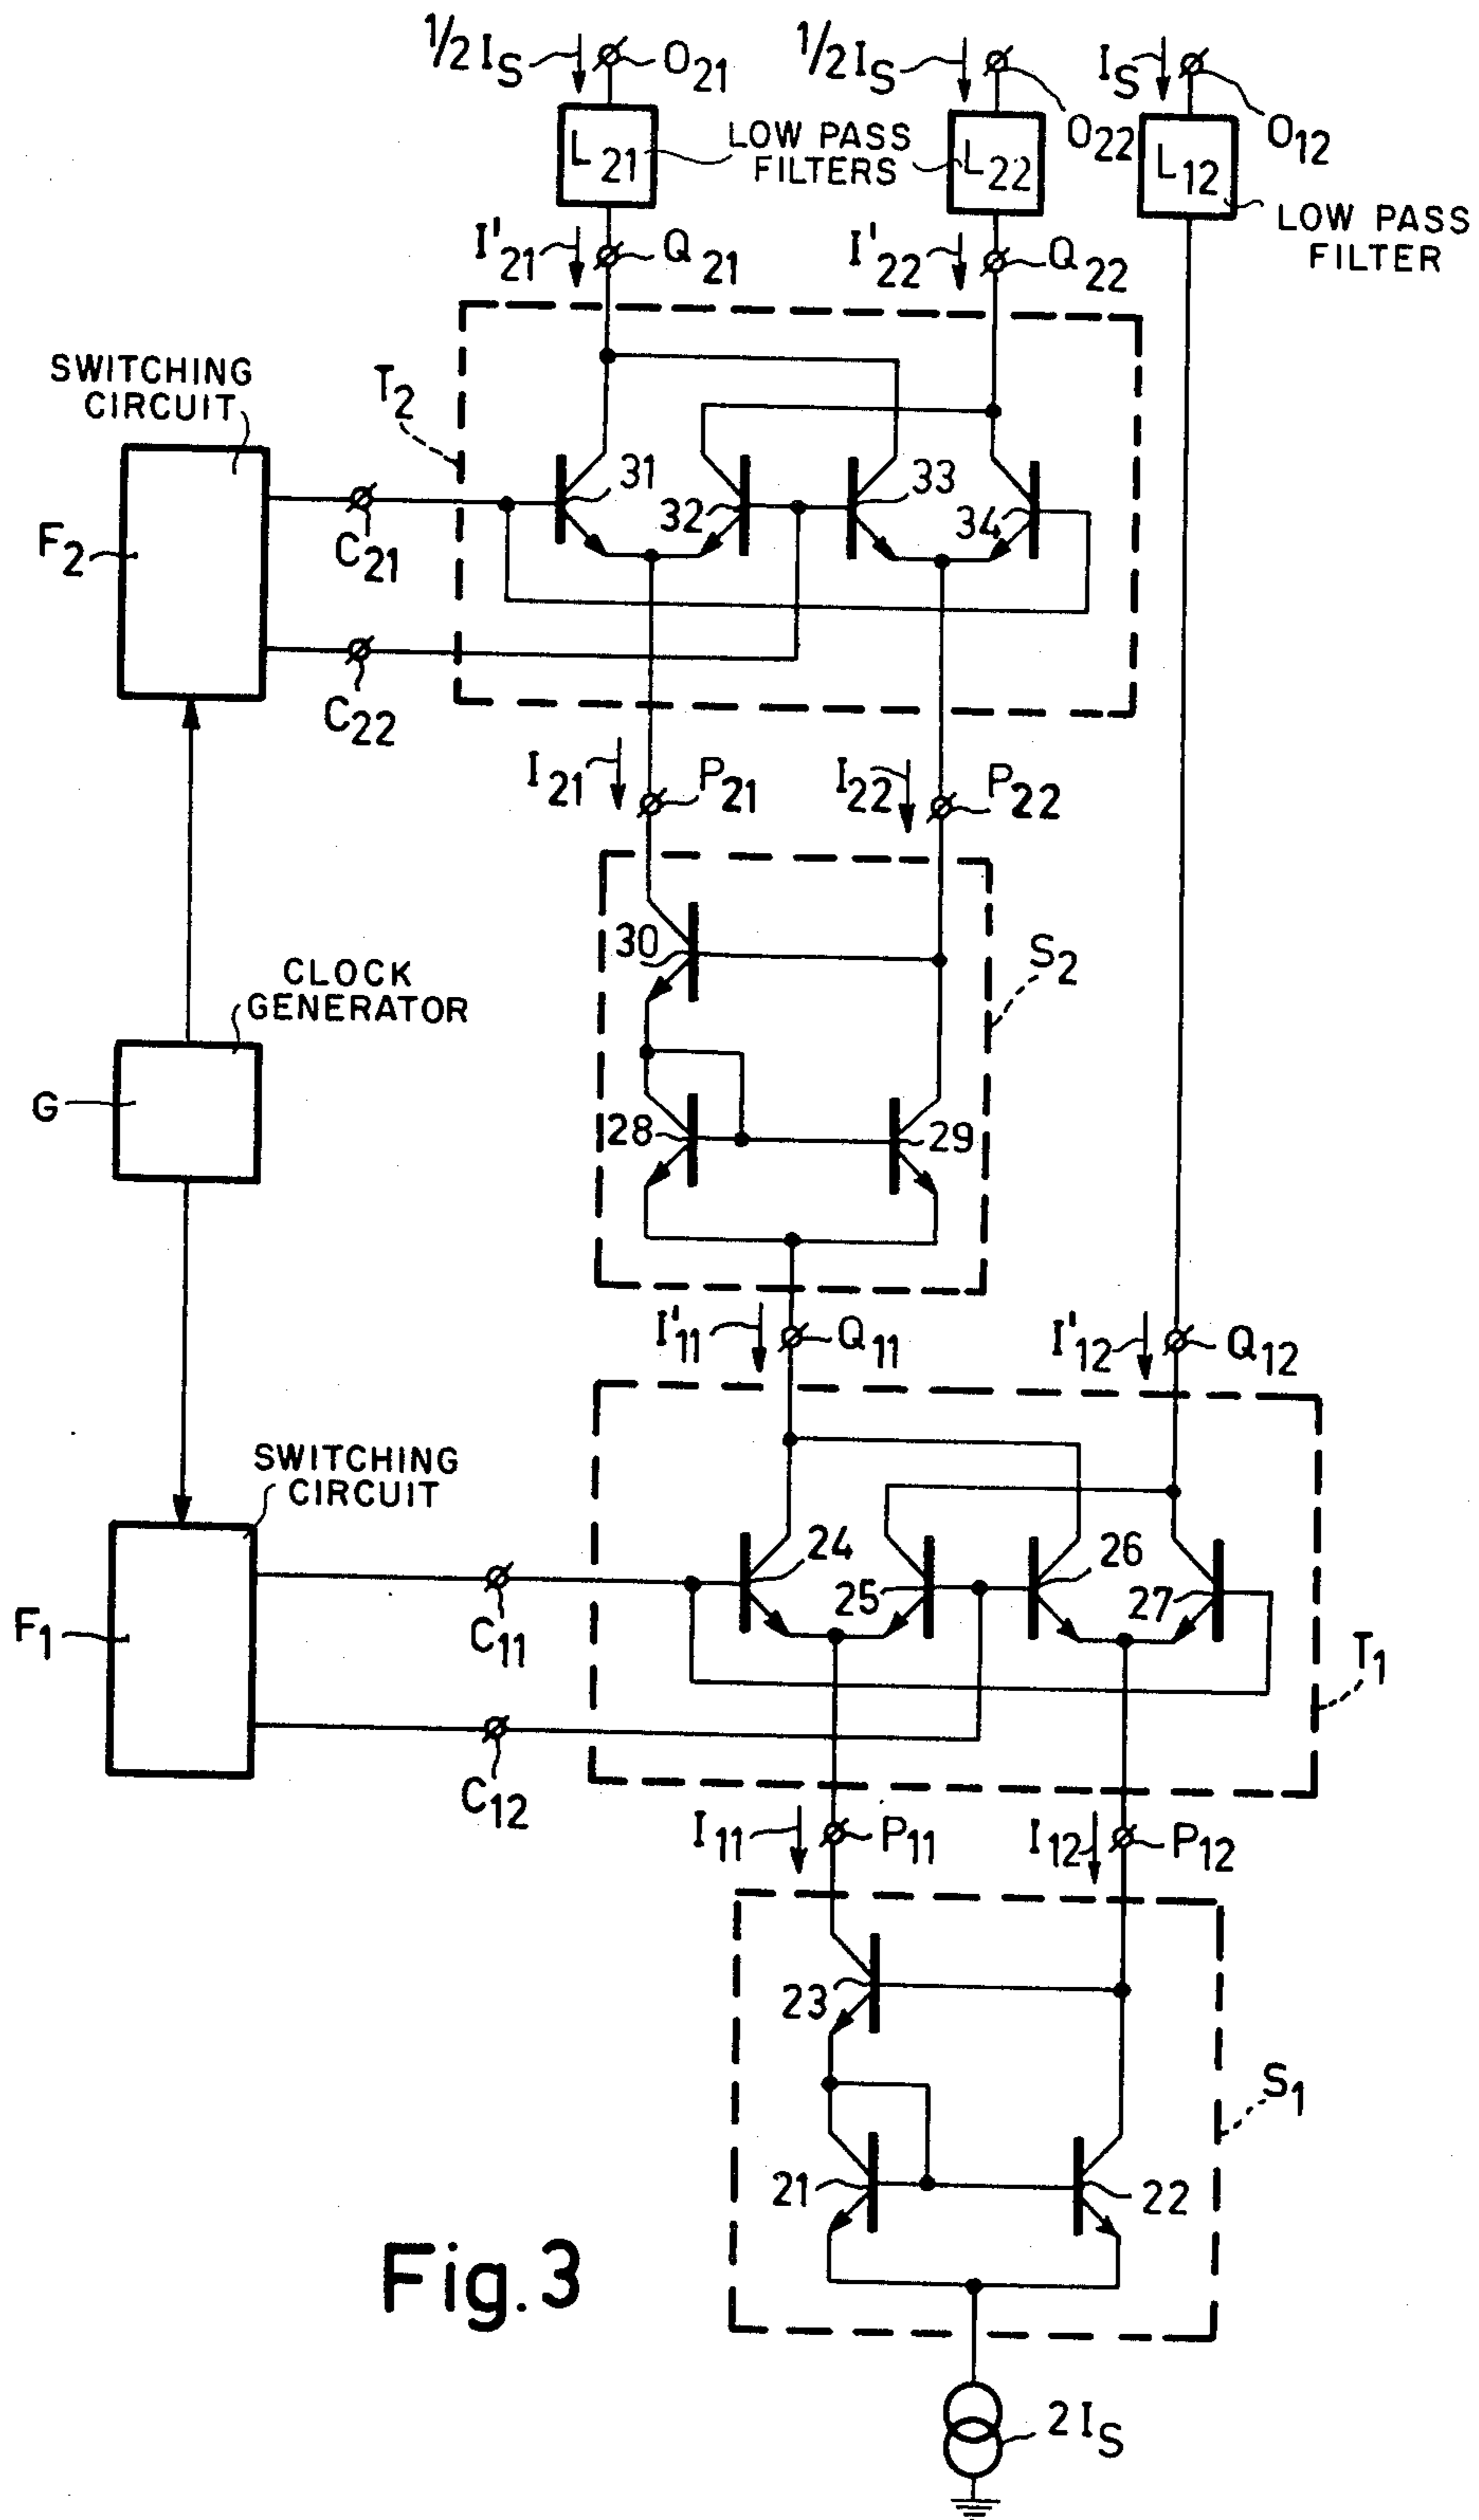 1/2 IS
O21
1/2 IS
O22
IS
O12
L21
LOW PASS
FILTERS
L22
L12
LOW PASS
FILTER
I'21
Q21
I'22
Q22
SWITCHING
CIRCUIT
T2
F2
C21
C22
31
32
33
34
I21
P21
I22
P22
CLOCK
GENERATOR
G
30
S2
28
29
I'11
Q11
I'12
Q12
SWITCHING
CIRCUIT
F1
C11
C12
24
25
26
27
T1
I11
P11
I12
P12
23
S1
21
22
Fig.3
2 IS